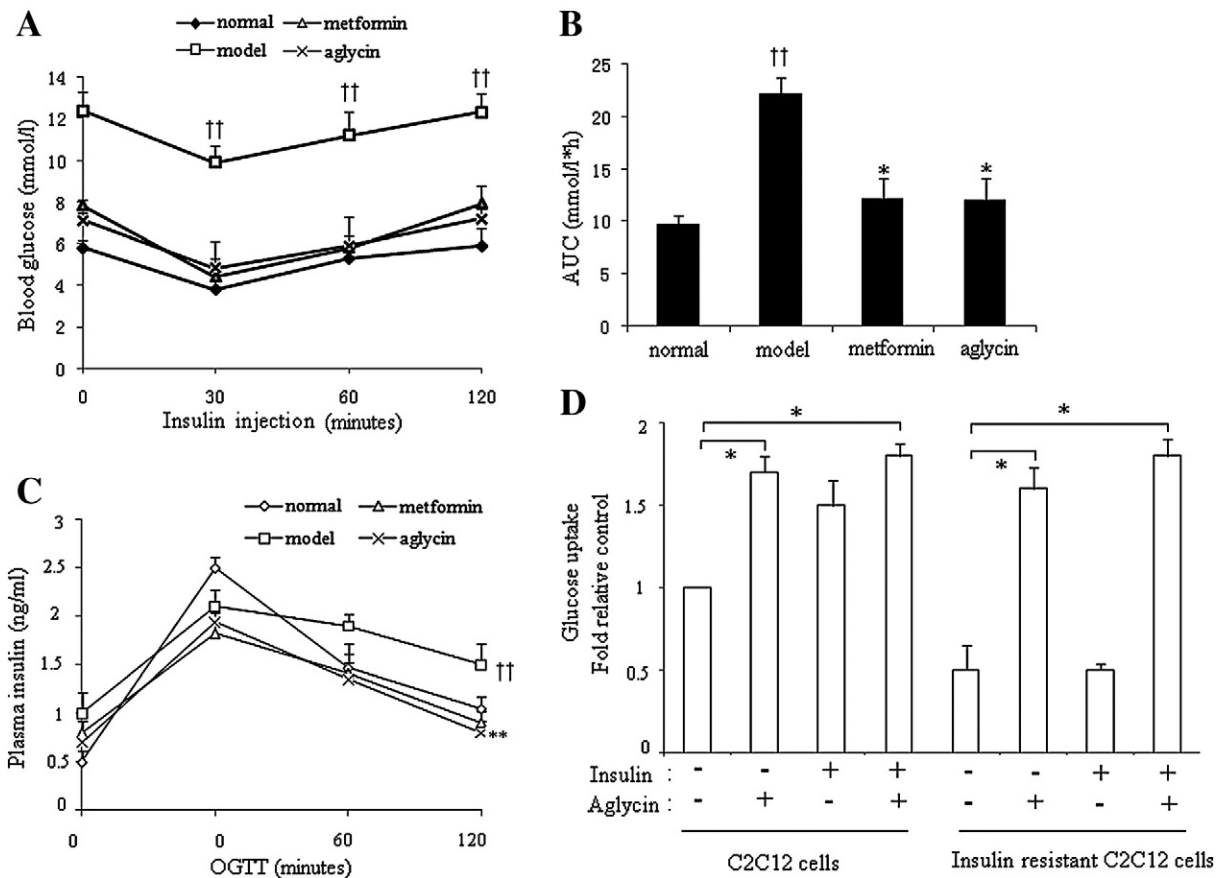 A
normal metformin
model aglycin
Blood glucose (mmol/l)
14
12
10
8
6
4
2
0
†† †† ††
0 30 60 120
Insulin injection (minutes)
B
AUC (mmol/l*h)
25
20
15
10
5
0
††
* *
normal model metformin aglycin
C
normal metformin
model aglycin
Plasma insulin (ng/ml)
3
2.5
2
1.5
1
0.5
0
††
**
0 0 60 120
OGTT (minutes)
D
Glucose uptake
Fold relative control
2
1.5
1
0.5
0
* *
* *
Insulin : - - + + - - + +
Aglycin : - + - + - + - +
C2C12 cells Insulin resistant C2C12 cells